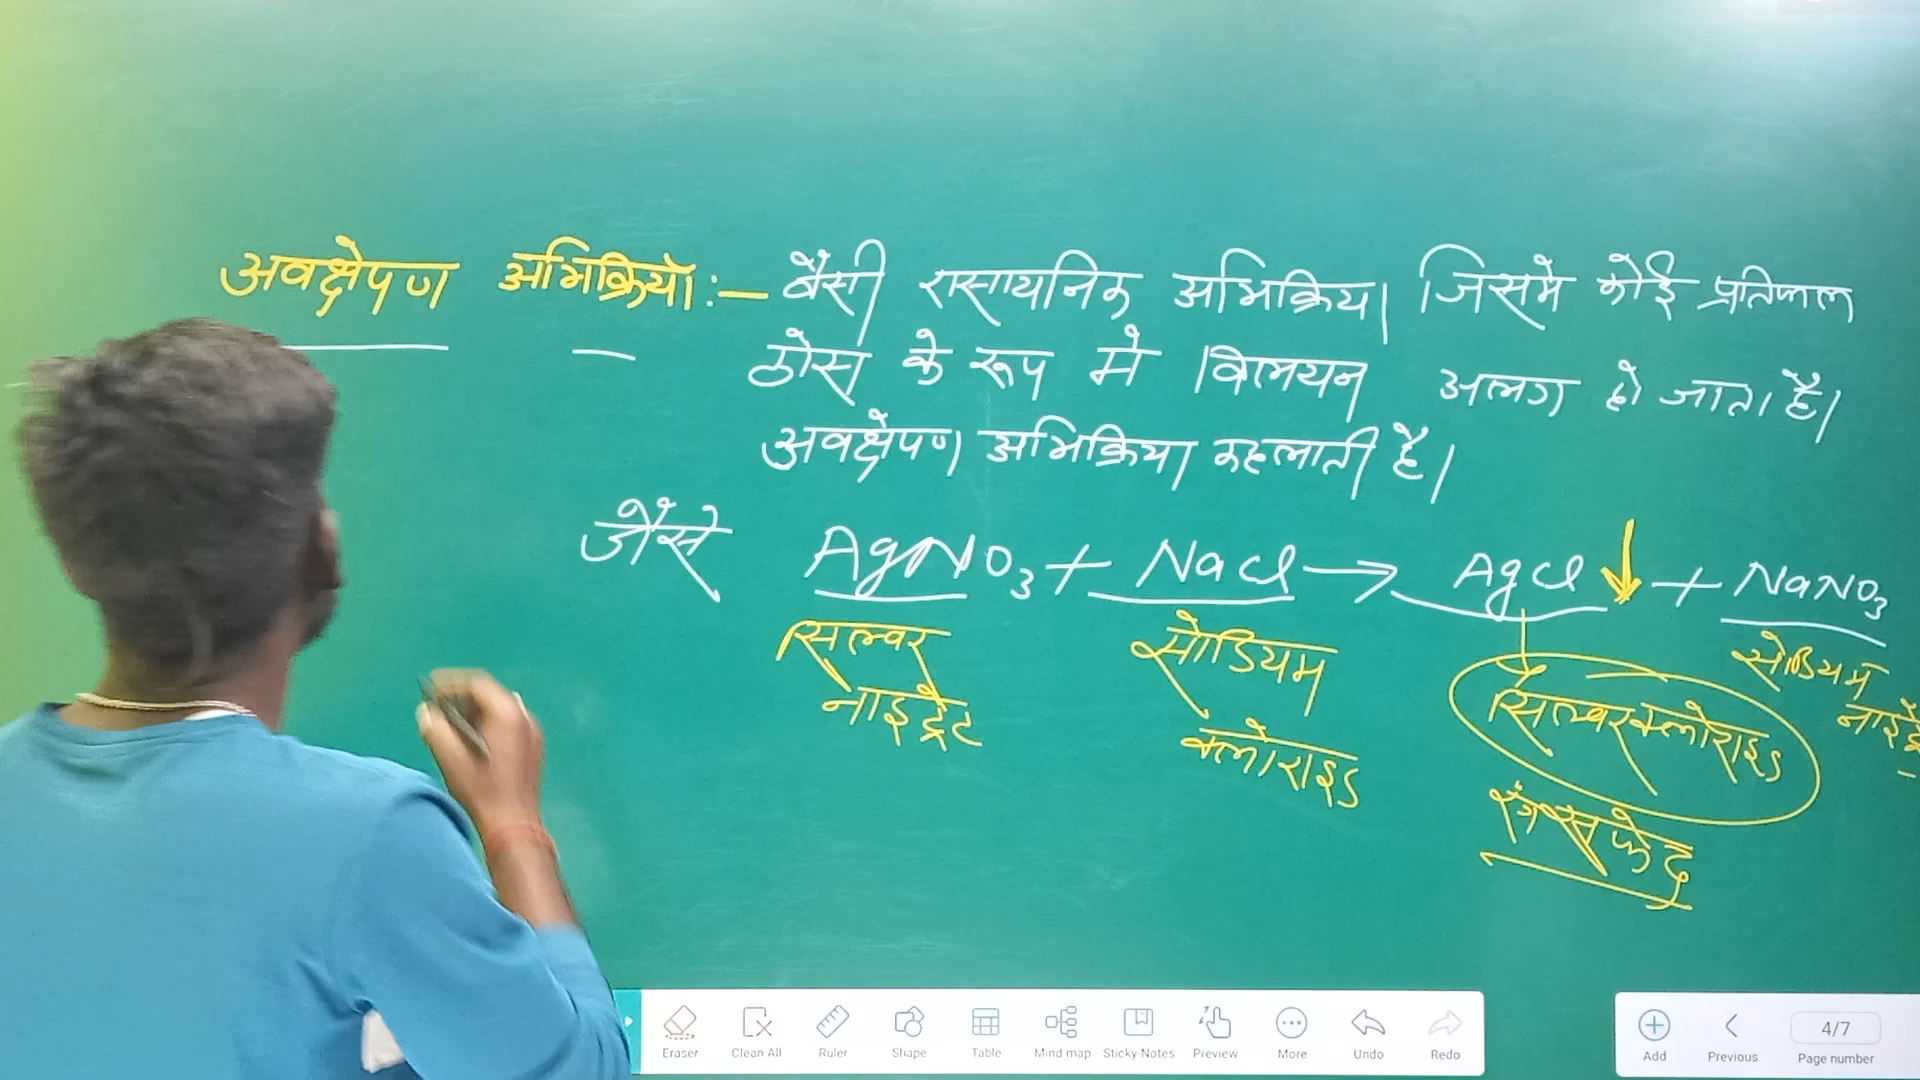 अवक्षेपण अभिक्रिया :- वैसी रासायनिक अभिक्रिया जिसमे कोई प्रतिफल
ठोस के रूप मे विलयन अलग हो जाता है।
अवक्षेपण अभिक्रिया कहलाती है।
जैसे AgNO₃ + NaCl → AgCl ↓ + NaNO₃
सिल्वर नाइट्रेट
सोडियम क्लोराइड
सिल्वर क्लोराइड
सोडियम
रंग सफेद
Eraser Clean All Ruler Shape Table Mind map Sticky Notes Preview More Undo Redo
Add Previous 4/7 Page number